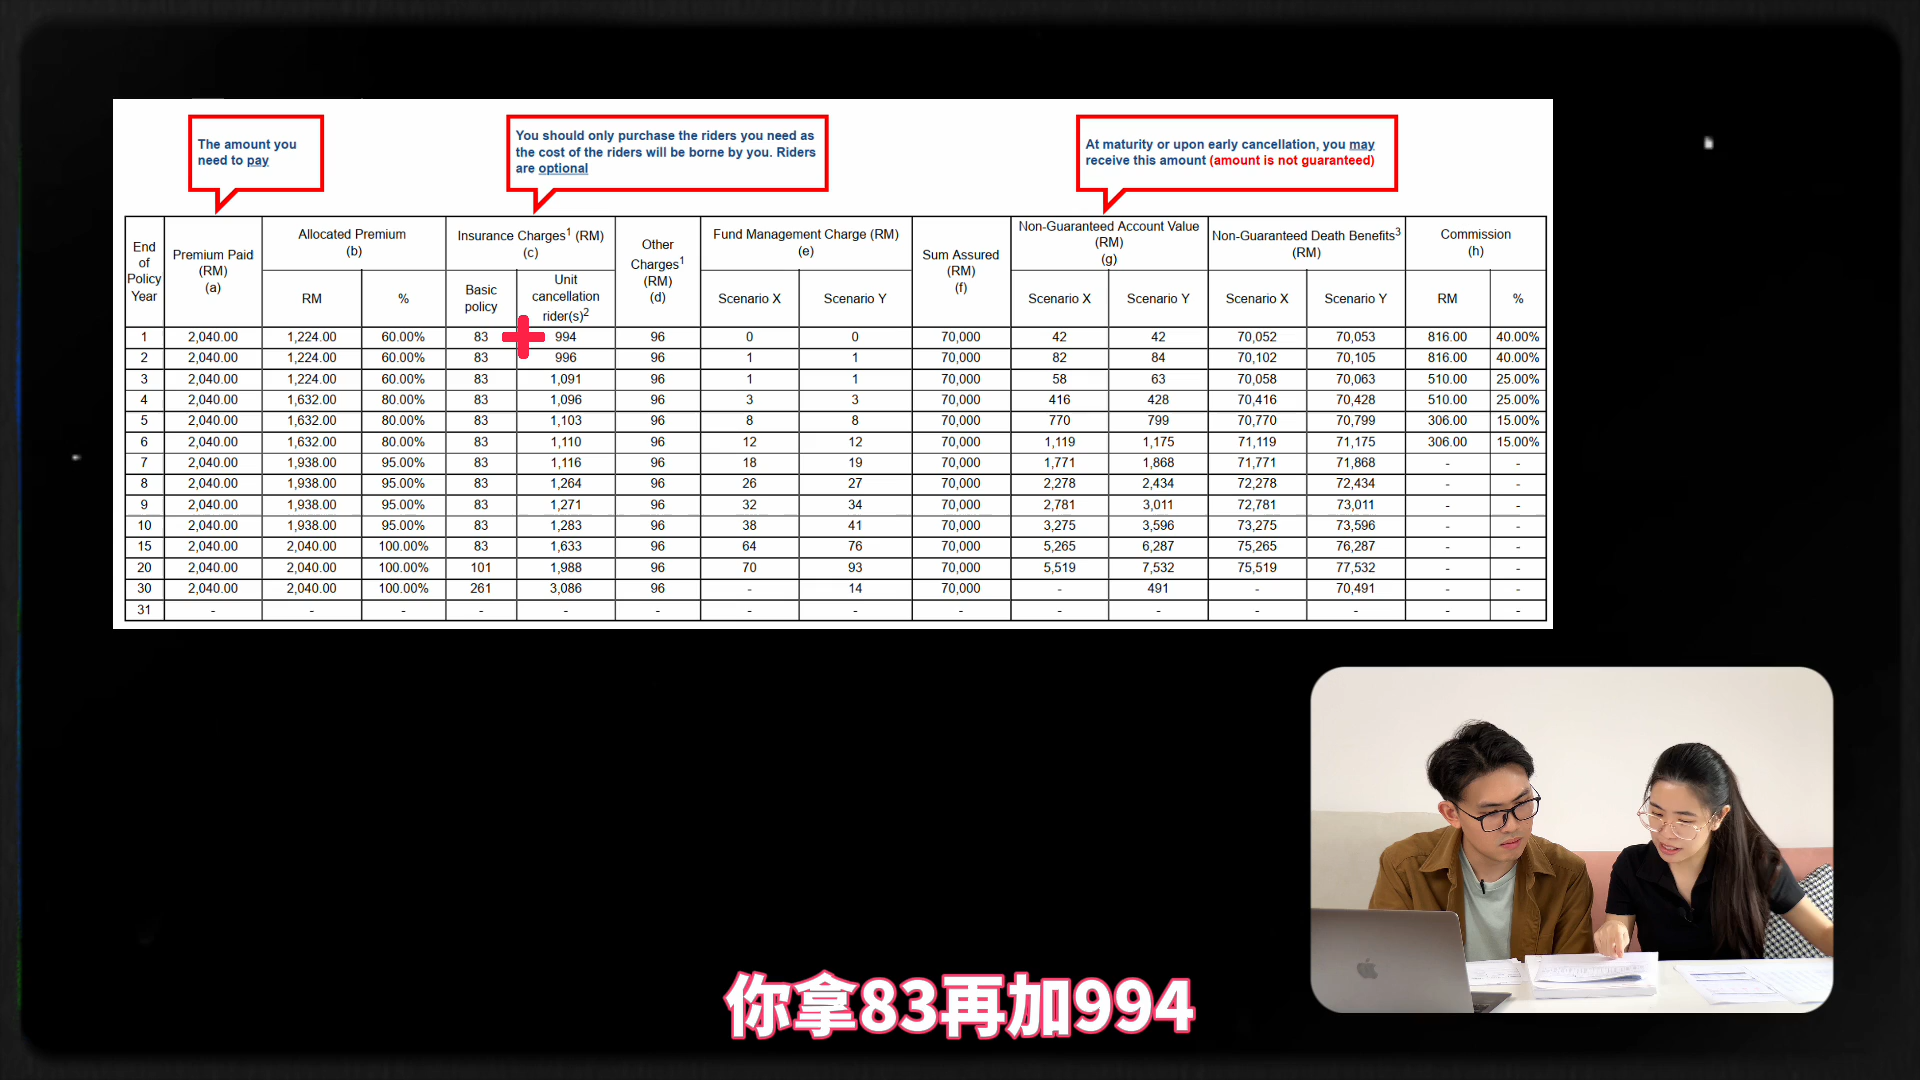 The amount you
need to pay
You should only purchase the riders you need as
the cost of the riders will be borne by you. Riders
are optional
At maturity or upon early cancellation, you may
receive this amount (amount is not guaranteed)
End of Policy Year
Premium Paid (RM) (a)
Allocated Premium (b)
Insurance Charges¹ (RM) (c)
Other Charges¹ (RM) (d)
Fund Management Charge (RM) (e)
Sum Assured (RM) (f)
Non-Guaranteed Account Value (RM) (g)
Non-Guaranteed Death Benefits³ (RM)
Commission (h)
RM % Basic policy Unit cancellation rider(s)² Scenario X Scenario Y Scenario X Scenario Y Scenario X Scenario Y RM %
1 2,040.00 1,224.00 60.00% 83 994 96 0 0 70,000 42 42 70,052 70,053 816.00 40.00%
2 2,040.00 1,224.00 60.00% 83 996 96 1 1 70,000 82 84 70,102 70,105 816.00 40.00%
3 2,040.00 1,224.00 60.00% 83 1,091 96 1 1 70,000 58 63 70,058 70,063 510.00 25.00%
4 2,040.00 1,632.00 80.00% 83 1,096 96 3 3 70,000 416 428 70,416 70,428 510.00 25.00%
5 2,040.00 1,632.00 80.00% 83 1,103 96 8 8 70,000 770 799 70,770 70,799 306.00 15.00%
6 2,040.00 1,632.00 80.00% 83 1,110 96 12 12 70,000 1,119 1,175 71,119 71,175 306.00 15.00%
7 2,040.00 1,938.00 95.00% 83 1,116 96 18 19 70,000 1,771 1,868 71,771 71,868 - -
8 2,040.00 1,938.00 95.00% 83 1,264 96 26 27 70,000 2,278 2,434 72,278 72,434 - -
9 2,040.00 1,938.00 95.00% 83 1,271 96 32 34 70,000 2,781 3,011 72,781 73,011 - -
10 2,040.00 1,938.00 95.00% 83 1,283 96 38 41 70,000 3,275 3,596 73,275 73,596 - -
15 2,040.00 2,040.00 100.00% 83 1,633 96 64 76 70,000 5,265 6,287 75,265 76,287 - -
20 2,040.00 2,040.00 100.00% 101 1,988 96 70 93 70,000 5,519 7,532 75,519 77,532 - -
30 2,040.00 2,040.00 100.00% 261 3,086 96 - 14 70,000 - 491 - 70,491 - -
31 - - - - - - - - - - - - - - -
你拿83再加994